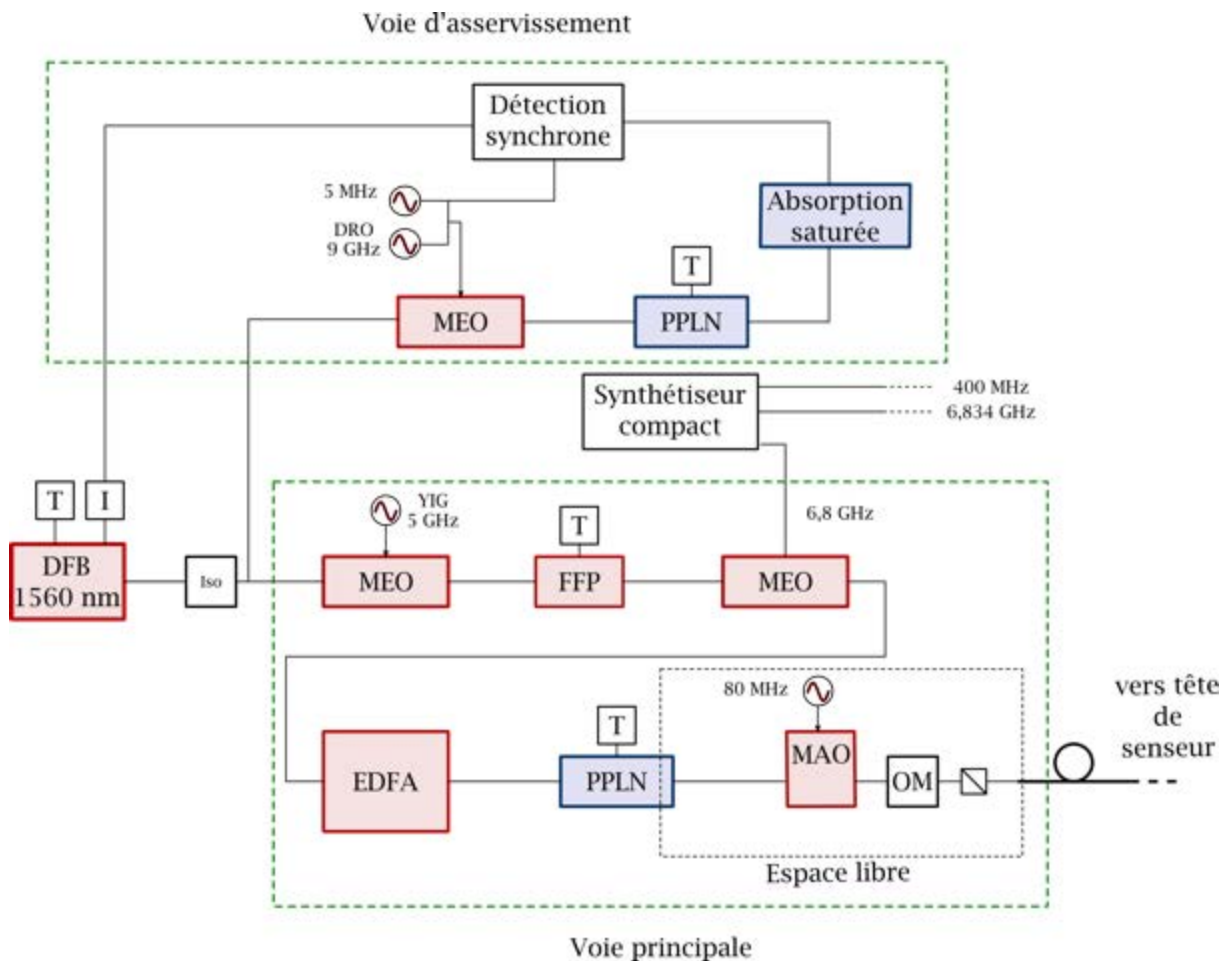 Voie d'asservissement
Détection
synchrone
5 MHz
DRO
9 GHz
Absorption
saturée
T
MEO
PPLN
Synthétiseur
compact
400 MHz
6,834 GHz
T
I
DFB
1560 nm
Iso
YIG
5 GHz
T
6,8 GHz
MEO
FFP
MEO
80 MHz
T
EDFA
PPLN
MAO
OM
vers tête
de
senseur
Espace libre
Voie principale